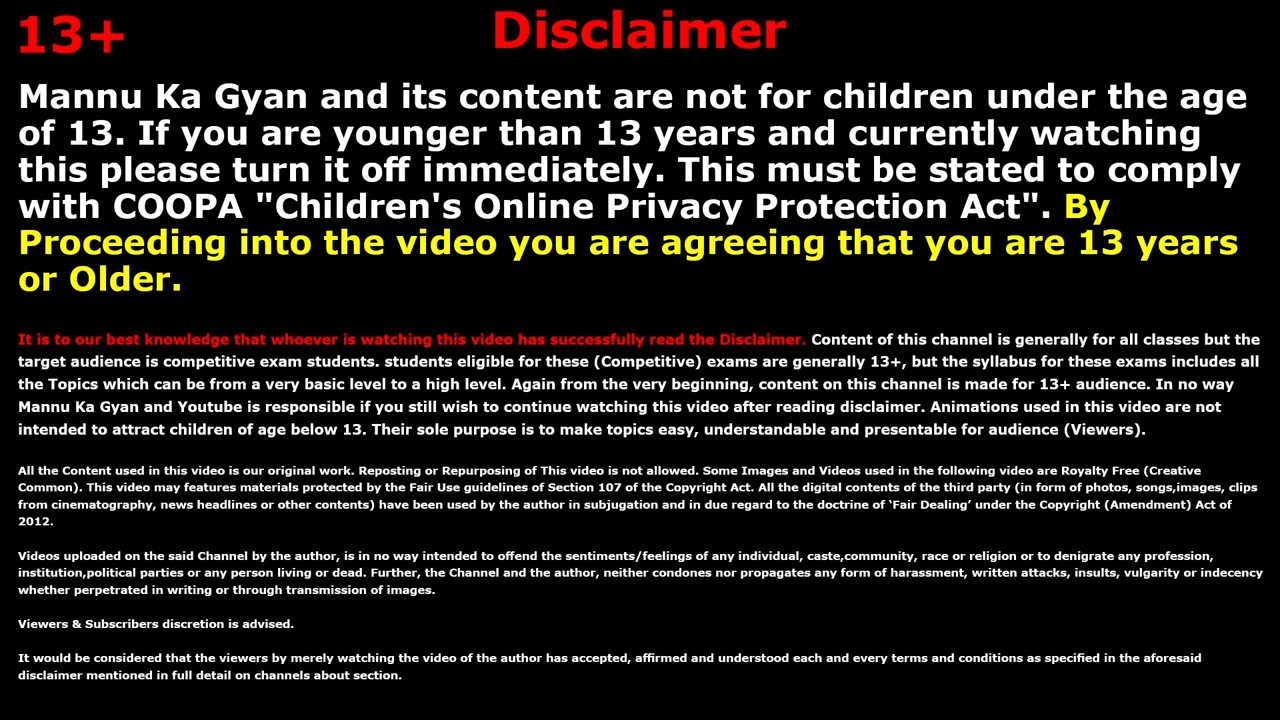 13+
Disclaimer
Mannu Ka Gyan and its content are not for children under the age
of 13. If you are younger than 13 years and currently watching
this please turn it off immediately. This must be stated to comply
with COOPA "Children's Online Privacy Protection Act". By
Proceeding into the video you are agreeing that you are 13 years
or Older.
It is to our best knowledge that whoever is watching this video has successfully read the Disclaimer. Content of this channel is generally for all classes but the
target audience is competitive exam students. students eligible for these (Competitive) exams are generally 13+, but the syllabus for these exams includes all
the Topics which can be from a very basic level to a high level. Again from the very beginning, content on this channel is made for 13+ audience. In no way
Mannu Ka Gyan and Youtube is responsible if you still wish to continue watching this video after reading disclaimer. Animations used in this video are not
intended to attract children of age below 13. Their sole purpose is to make topics easy, understandable and presentable for audience (Viewers).
All the Content used in this video is our original work. Reposting or Repurposing of This video is not allowed. Some Images and Videos used in the following video are Royalty Free (Creative
Common). This video may features materials protected by the Fair Use guidelines of Section 107 of the Copyright Act. All the digital contents of the third party (in form of photos, songs,images, clips
from cinematography, news headlines or other contents) have been used by the author in subjugation and in due regard to the doctrine of ‘Fair Dealing’ under the Copyright (Amendment) Act of
2012.
Videos uploaded on the said Channel by the author, is in no way intended to offend the sentiments/feelings of any individual, caste,community, race or religion or to denigrate any profession,
institution,political parties or any person living or dead. Further, the Channel and the author, neither condones nor propagates any form of harassment, written attacks, insults, vulgarity or indecency
whether perpetrated in writing or through transmission of images.
Viewers & Subscribers discretion is advised.
It would be considered that the viewers by merely watching the video of the author has accepted, affirmed and understood each and every terms and conditions as specified in the aforesaid
disclaimer mentioned in full detail on channels about section.